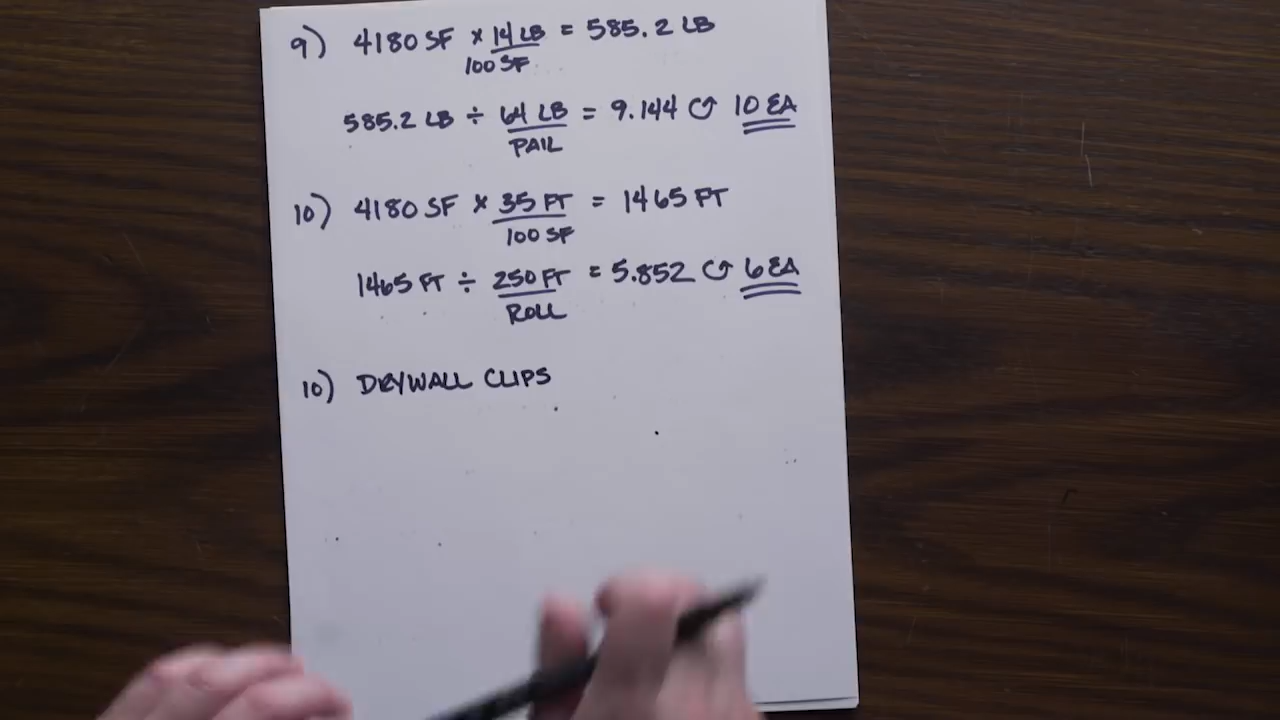 9) 4180 SF x 14 LB = 585.2 LB
100 SF
585.2 LB ÷ 64 LB = 9.144 ↺ 10 EA
PAIL
10) 4180 SF x 35 FT = 1465 FT
100 SF
1465 FT ÷ 250 FT = 5.852 ↺ 6 EA
ROLL
10) DRYWALL CLIPS